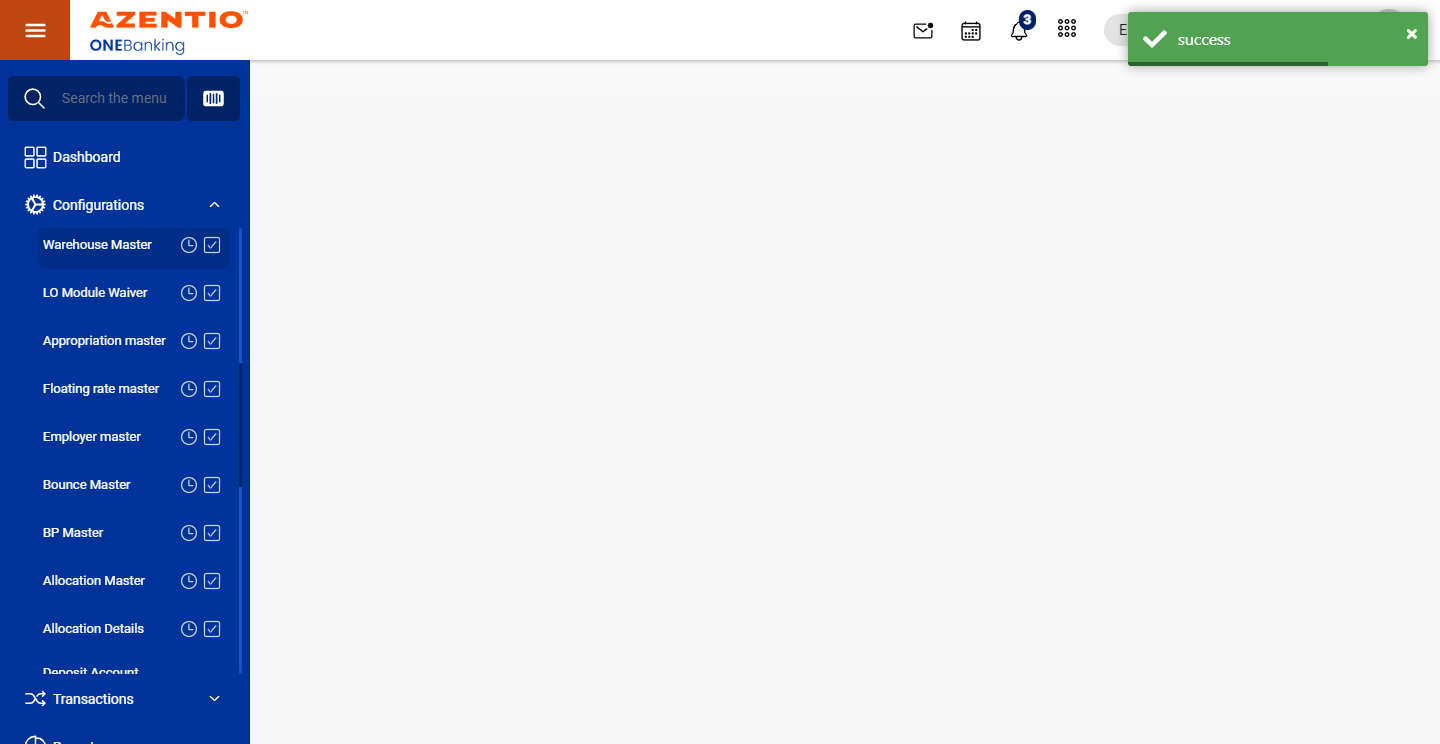 AZENTIO™
ONEBanking
3
E
success
Search the menu
Dashboard
Configurations
Warehouse Master
LO Module Waiver
Appropriation master
Floating rate master
Employer master
Bounce Master
BP Master
Allocation Master
Allocation Details
Deposit Account
Transactions